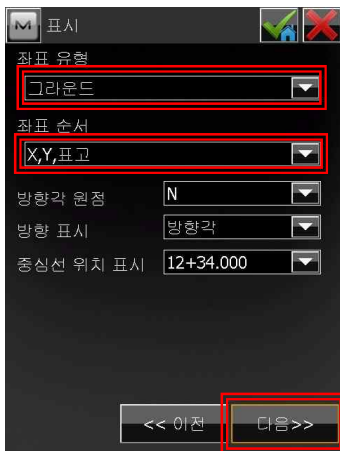 M 표시
좌표 유형
그라운드
좌표 순서
X,Y,표고
방향각 원점 N
방향 표시 방향각
중심선 위치 표시 12+34.000
<< 이전 다음>>